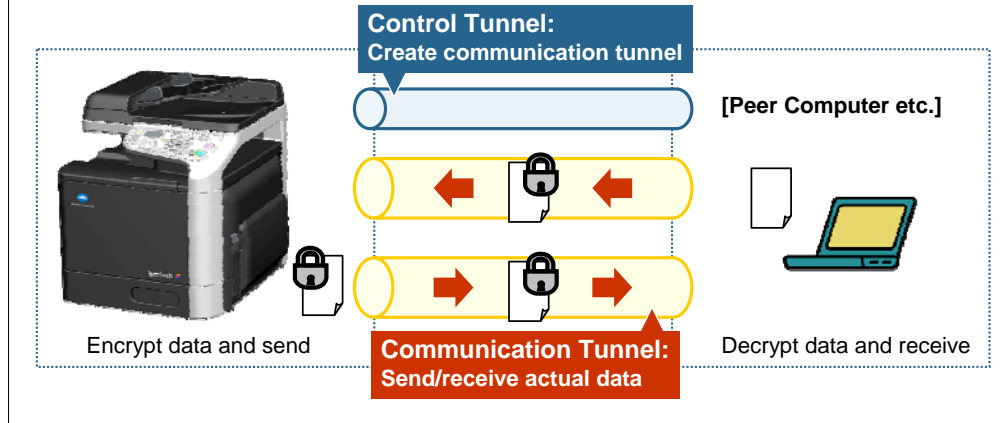 Control Tunnel:
Create communication tunnel
[Peer Computer etc.]
Encrypt data and send
Communication Tunnel:
Send/receive actual data
Decrypt data and receive